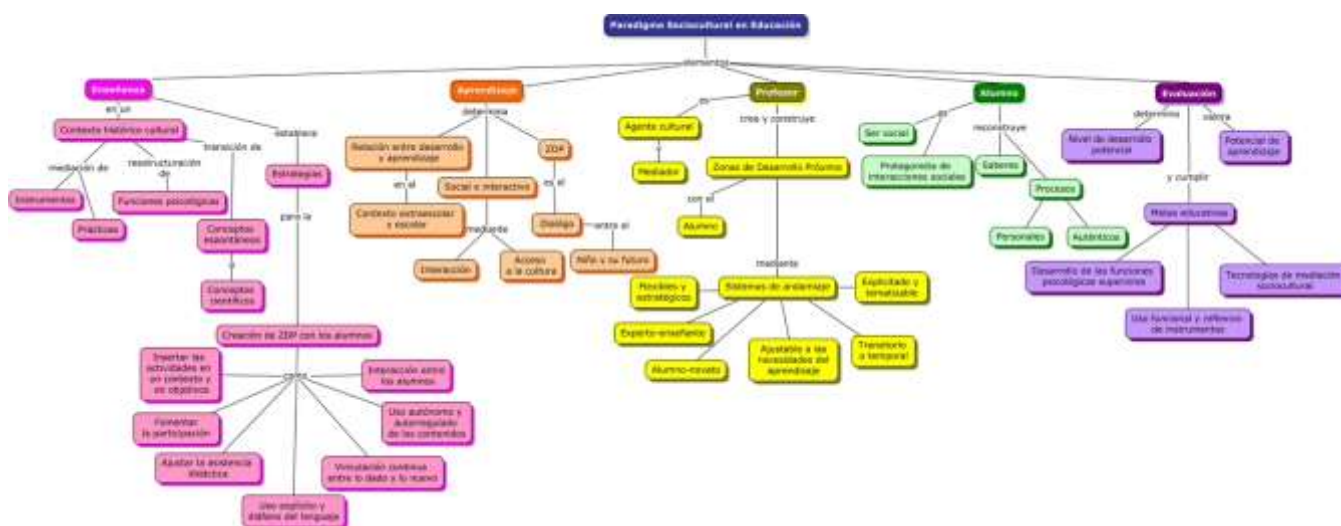 Paradigma Sociocultural en Educación
elementos
Enseñanza
en un
Contexto histórico cultural
mediación de
Instrumentos
Prácticas
reestructuración
de
Funciones psicológicas
transición de
Conceptos
espontáneos
a
Conceptos
científicos
establece
Estrategias
para la
Creación de ZDP con los alumnos
como
Insertar las
actividades en
un contexto y
en objetivos
Fomentar
la participación
Ajustar la asistencia
didáctica
Uso explícito y
del lenguaje
Vinculación continua
entre lo dado y lo nuevo
Uso autónomo y
autorregulado
de los contenidos
Interacción entre
los alumnos
Aprendizaje
determina
Relación entre desarrollo
y aprendizaje
en el
Contexto extraescolar
y escolar
Social e interactivo
mediante
Interacción
Acceso
a la cultura
ZDP
es el
Diálogo
entre el
Niño y su futuro
Profesor
es
Agente cultural
y
Mediador
crea y construye
Zonas de Desarrollo Próximo
con el
Alumno
mediante
Sistemas de andamiaje
Flexibles y
estratégicos
Experto-enseñante
Alumno-novato
Ajustable a las
necesidades del
aprendizaje
Transitorio
o temporal
Explicitado y
tematizable
Alumno
es
Ser social
Protagonista de
interacciones sociales
reconstruye
Saberes
Procesos
Personales
Auténticos
Evaluación
determina
Nivel de desarrollo
potencial
valora
Potencial de
aprendizaje
y cumplir
Metas educativas
Desarrollo de las funciones
psicológicas superiores
Uso funcional y reflexivo
de instrumentos
Tecnologías de mediación
sociocultural